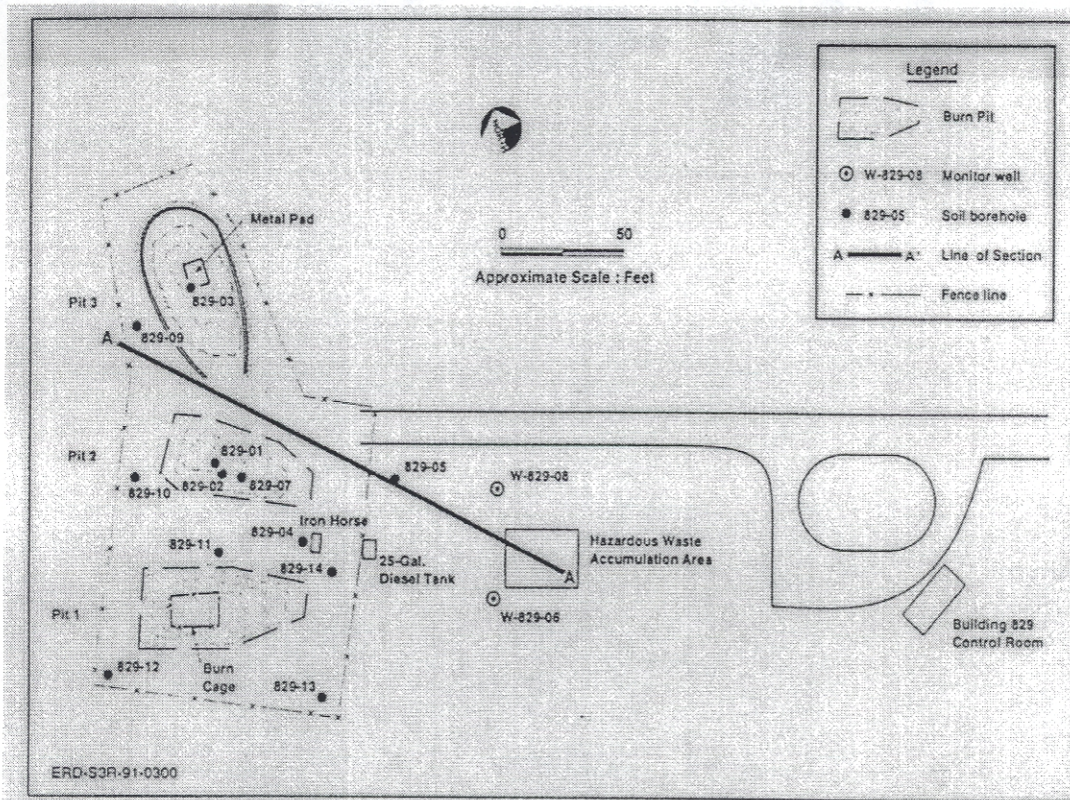 Legend
Burn Pit
W-829-08 Monitor well
829-05 Soil borehole
A A' Line of Section
Fence line
0 50
Approximate Scale : Feet
Metal Pad
829-03
Pit 3
829-09
A
829-01
Pit 2
829-02
829-07
829-10
829-05
W-829-08
Iron Horse
829-04
829-11
829-14
25-Gal.
Diesel Tank
Hazardous Waste
Accumulation Area
A
W-829-06
Pit 1
Building 829
Control Room
829-12
Burn
Cage
829-13
ERD-S3R-91-0300